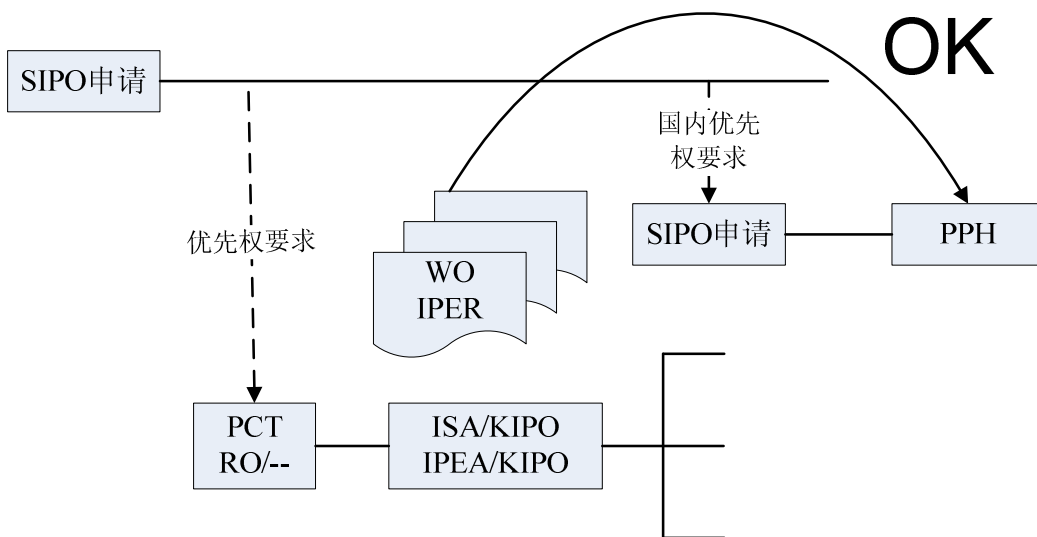 OK
SIPO申请
国内优先
权要求
SIPO申请
PPH
优先权要求
WO
IPER
PCT
RO/--
ISA/KIPO
IPEA/KIPO